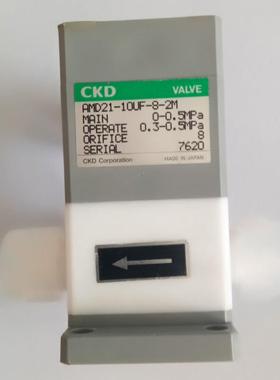 CKD VALVE
AMD21-10UF-8-2M
MAIN 0-0.5MPa
OPERATE 0.3-0.5MPa
ORIFICE 8
SERIAL 7620
CKD Corporation MADE IN JAPAN